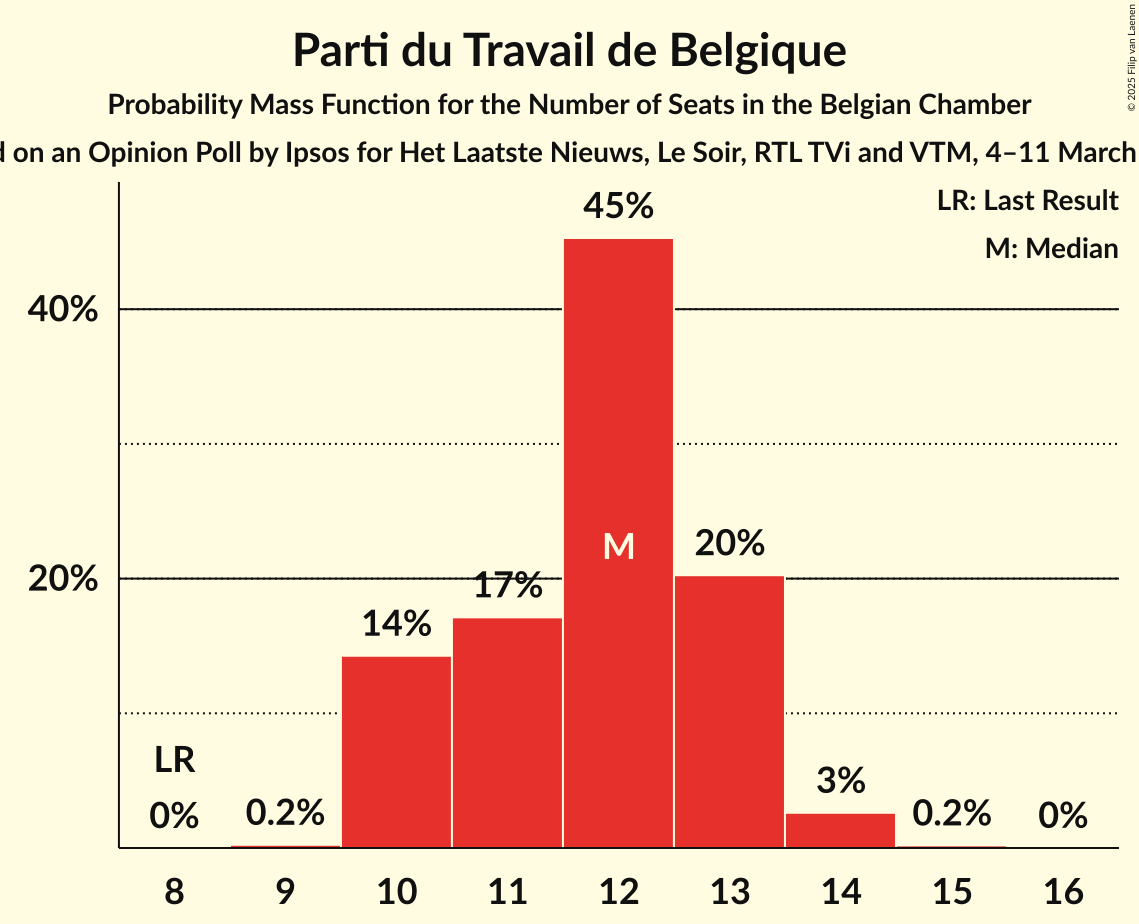 © 2025 Filip van Laenen
Parti du Travail de Belgique
Probability Mass Function for the Number of Seats in the Belgian Chamber
on an Opinion Poll by Ipsos for Het Laatste Nieuws, Le Soir, RTL TVi and VTM, 4–11 March
LR: Last Result
M: Median
45%
40%
M
20%
20%
17%
14%
LR
3%
0%
0.2%
0.2%
0%
8 9 10 11 12 13 14 15 16